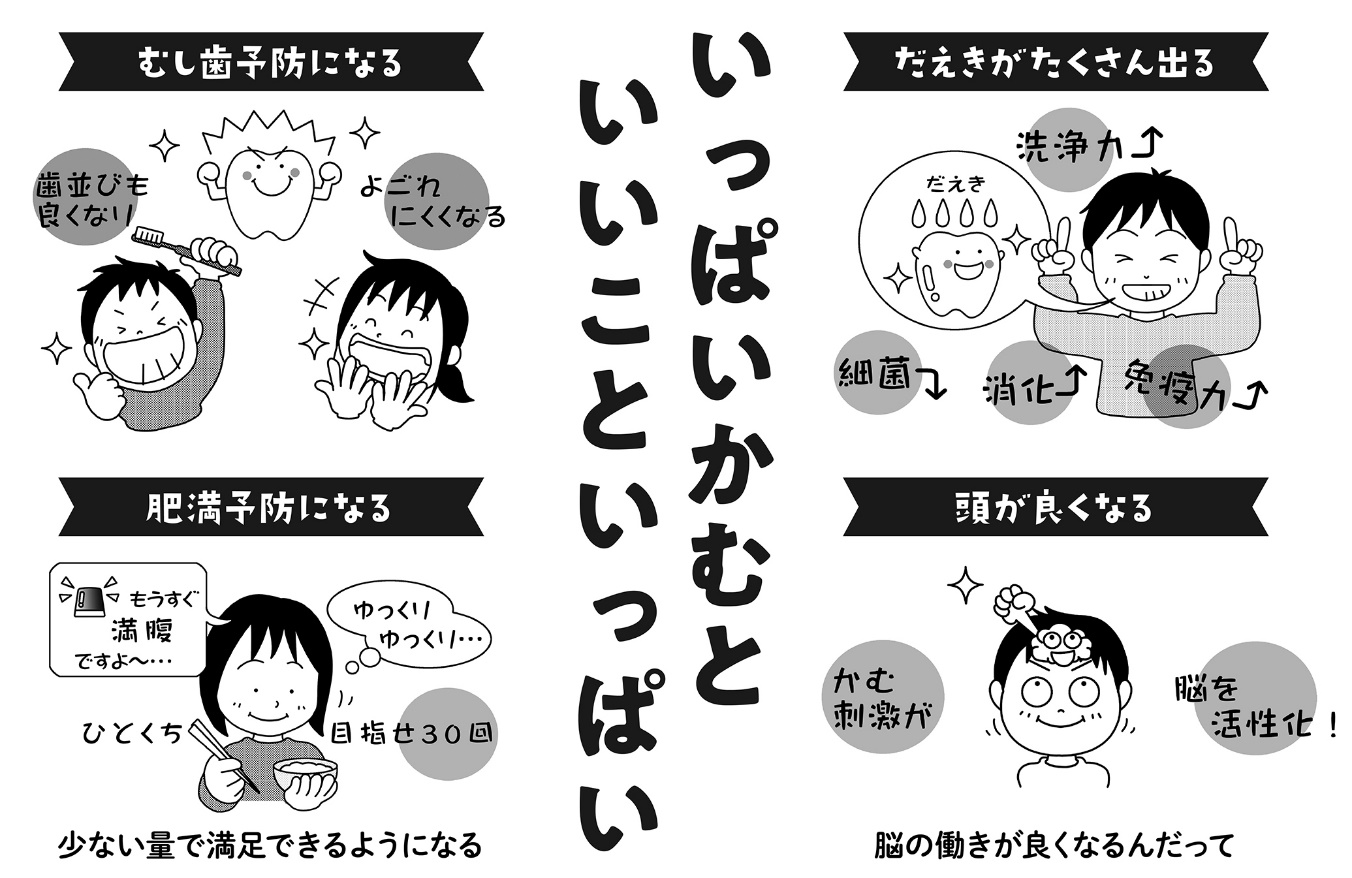 いっぱいかむと
いいこといっぱい
だえきがたくさん出る
洗浄力
だえき
細菌
消化
免疫力
頭が良くなる
かむ
刺激が
脳を
活性化！
脳の働きが良くなるんだって
むし歯予防になる
歯並びも
良くなり
よごれ
にくくなる
肥満予防になる
もうすぐ
満腹
ですよ～…
ゆっくり
ゆっくり…
ひとくち
目指せ30回
少ない量で満足できるようになる